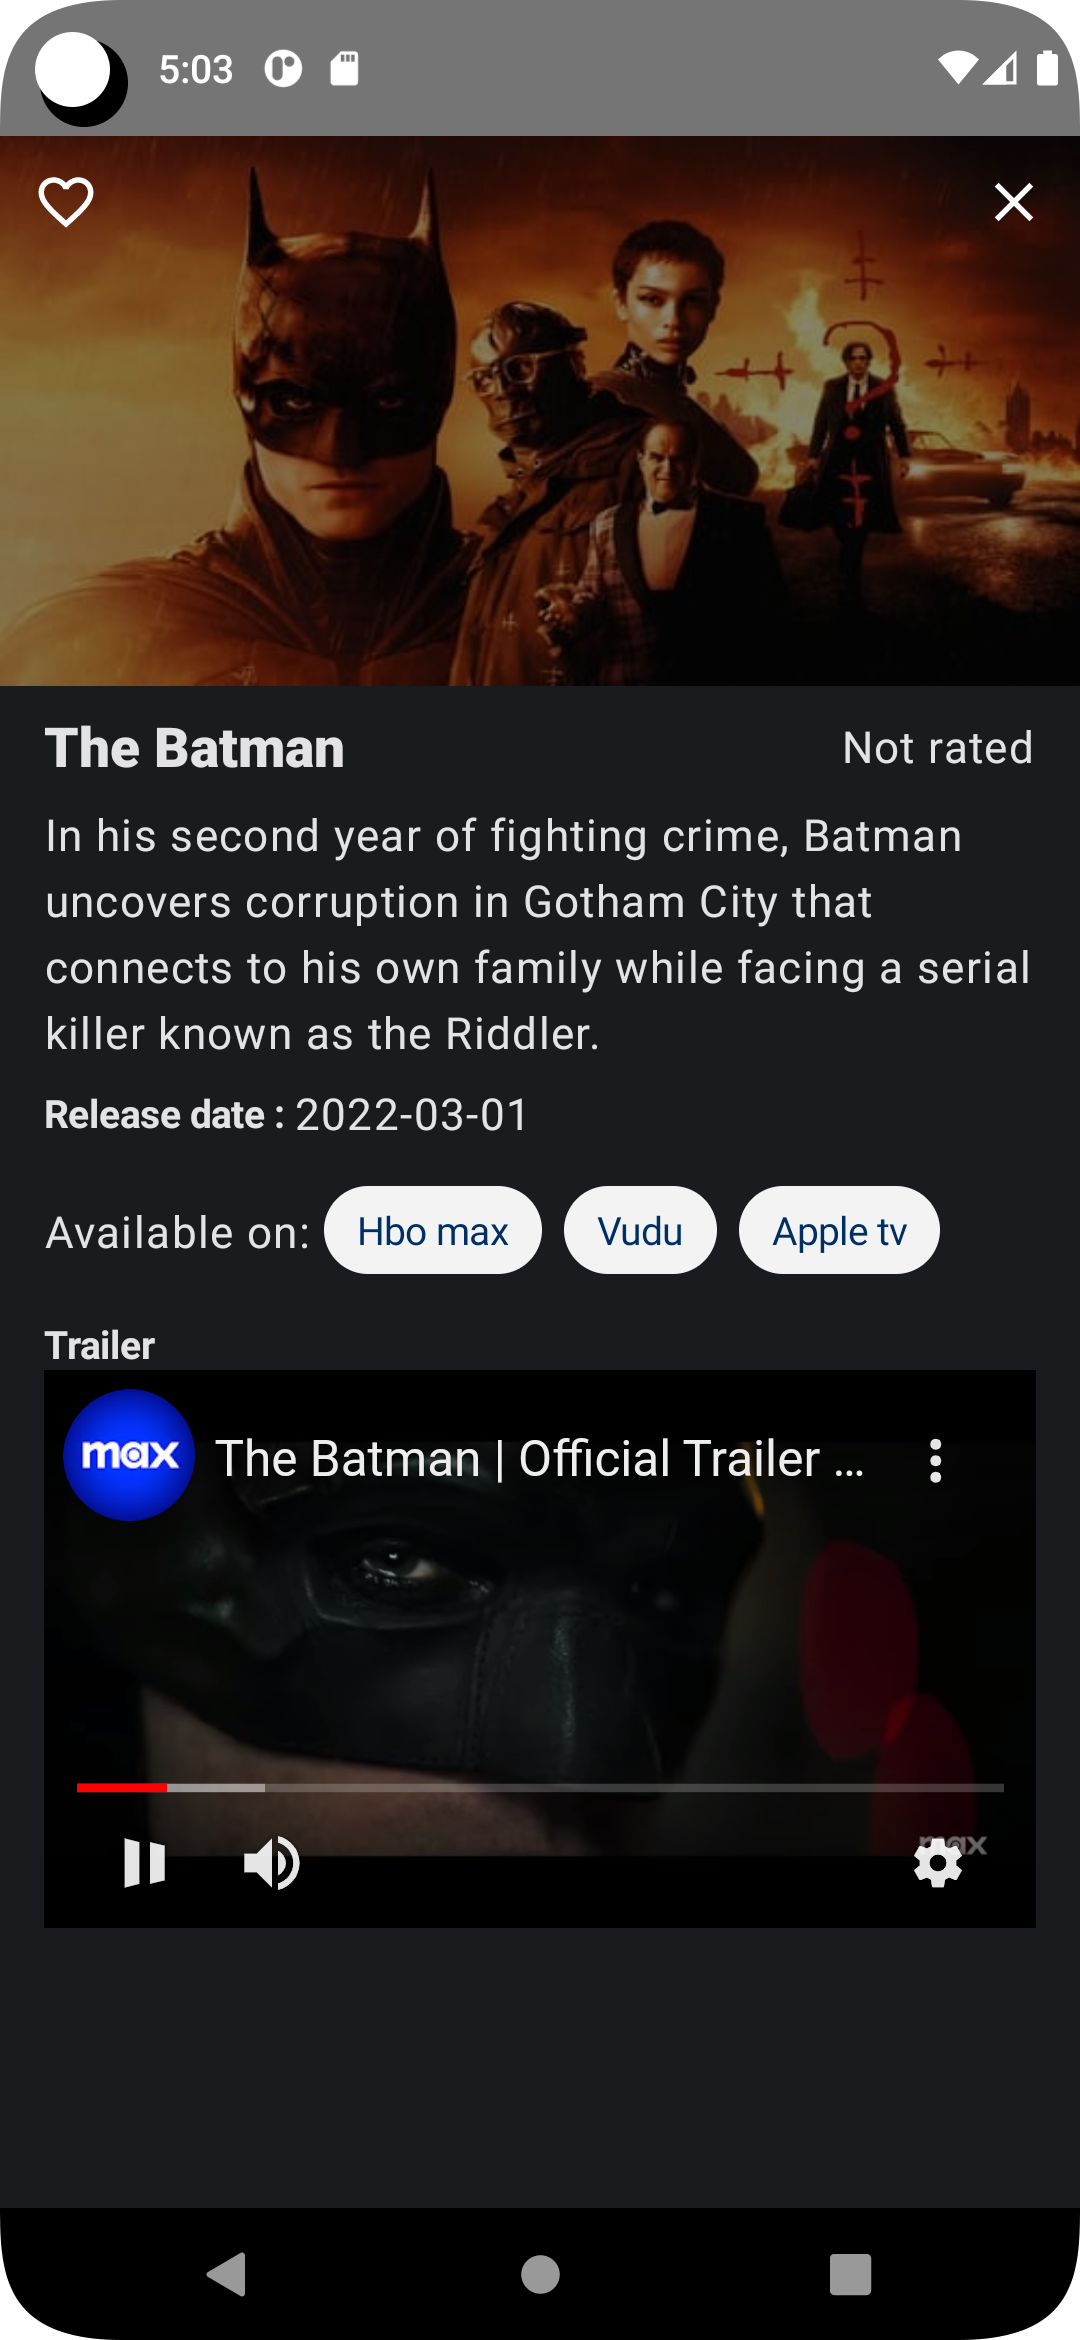 5:03
The Batman
Not rated
In his second year of fighting crime, Batman
uncovers corruption in Gotham City that
connects to his own family while facing a serial
killer known as the Riddler.
Release date : 2022-03-01
Available on: Hbo max Vudu Apple tv
Trailer
max
The Batman | Official Trailer ...
max